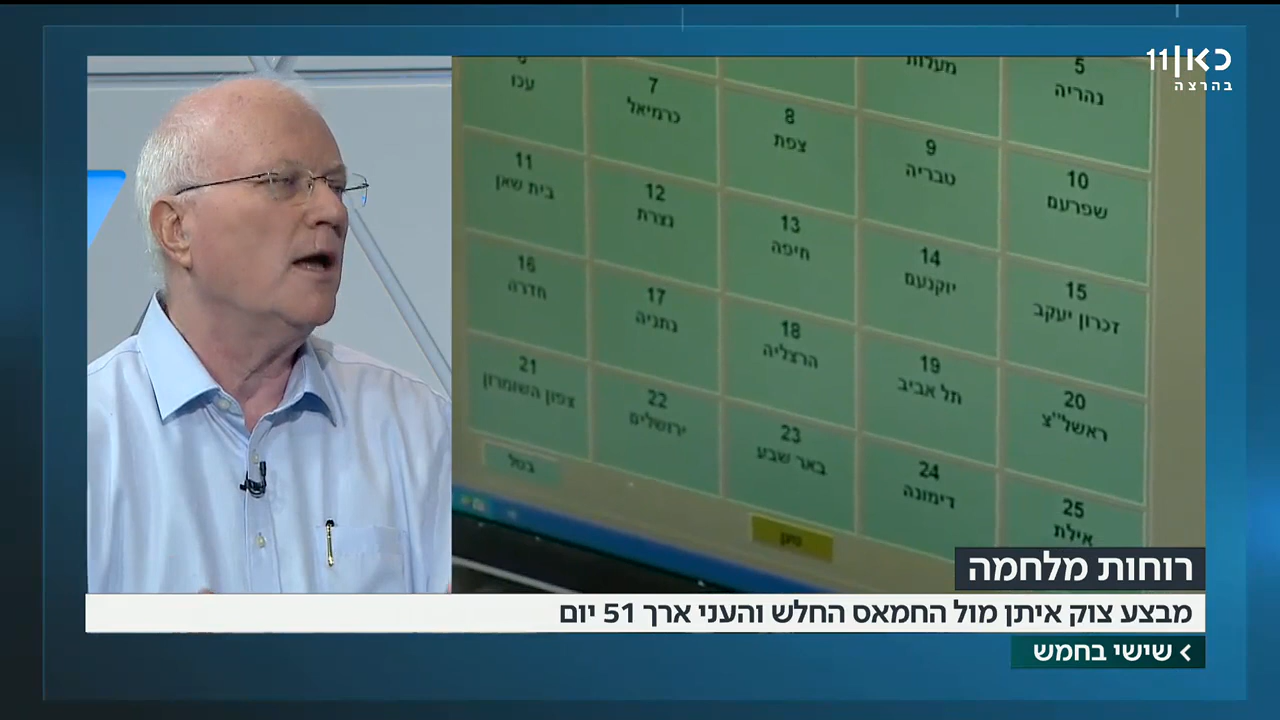 כאן 11
בהרצה
5
נהריה
מעלות
עכו
7
כרמיאל
8
צפת
9
טבריה
10
שפרעם
11
בית שאן
12
נצרת
13
חיפה
14
יוקנעם
15
זכרון יעקב
16
חדרה
17
נתניה
18
הרצליה
19
תל אביב
20
ראשל''צ
21
צפון השומרון
22
ירושלים
23
באר שבע
24
דימונה
25
אילת
בטל
רוחות מלחמה
מבצע צוק איתן מול החמאס החלש והעני ארך 51 יום
שישי בחמש